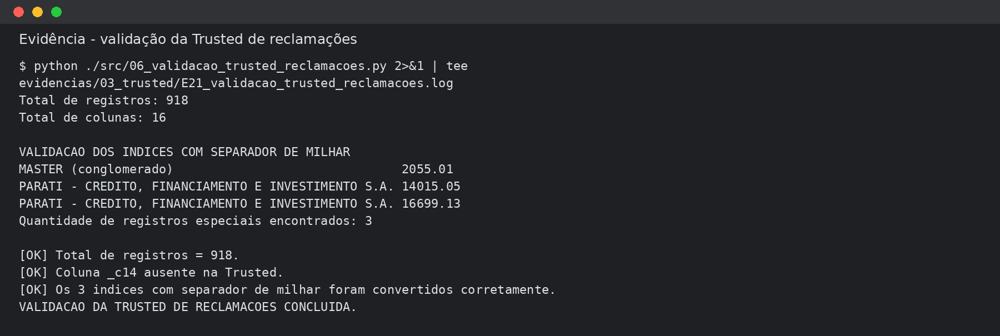 Evidência - validação da Trusted de reclamações
$ python ./src/06_validacao_trusted_reclamacoes.py 2>&1 | tee
evidencias/03_trusted/E21_validacao_trusted_reclamacoes.log
Total de registros: 918
Total de colunas: 16
VALIDACAO DOS INDICES COM SEPARADOR DE MILHAR
MASTER (conglomerado)                               2055.01
PARATI - CREDITO, FINANCIAMENTO E INVESTIMENTO S.A. 14015.05
PARATI - CREDITO, FINANCIAMENTO E INVESTIMENTO S.A. 16699.13
Quantidade de registros especiais encontrados: 3
[OK] Total de registros = 918.
[OK] Coluna _c14 ausente na Trusted.
[OK] Os 3 indices com separador de milhar foram convertidos corretamente.
VALIDACAO DA TRUSTED DE RECLAMACOES CONCLUIDA.